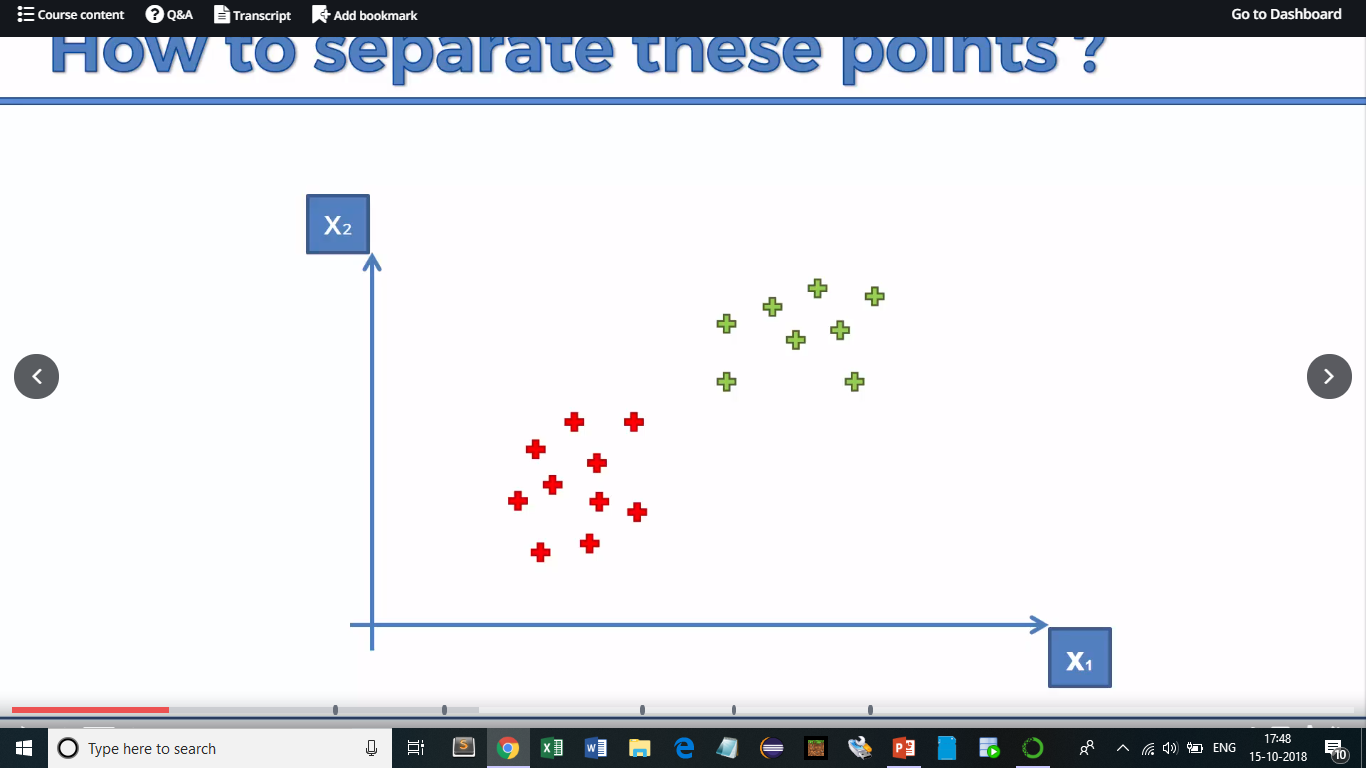 Course content Q&A Transcript Add bookmark Go to Dashboard
How to separate these points ?
X2
X1
Type here to search
ENG
17:48
15-10-2018
10